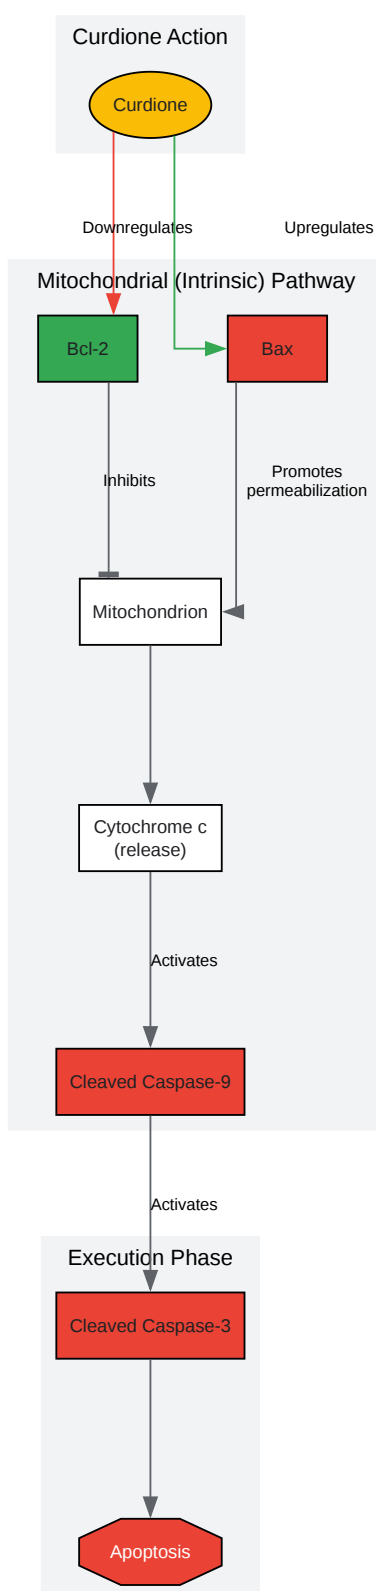 Curdione Action
Curdione
Downregulates
Upregulates
Mitochondrial (Intrinsic) Pathway
Bcl-2
Bax
Inhibits
Promotes
permeabilization
Mitochondrion
Cytochrome c
(release)
Activates
Cleaved Caspase-9
Activates
Execution Phase
Cleaved Caspase-3
Apoptosis